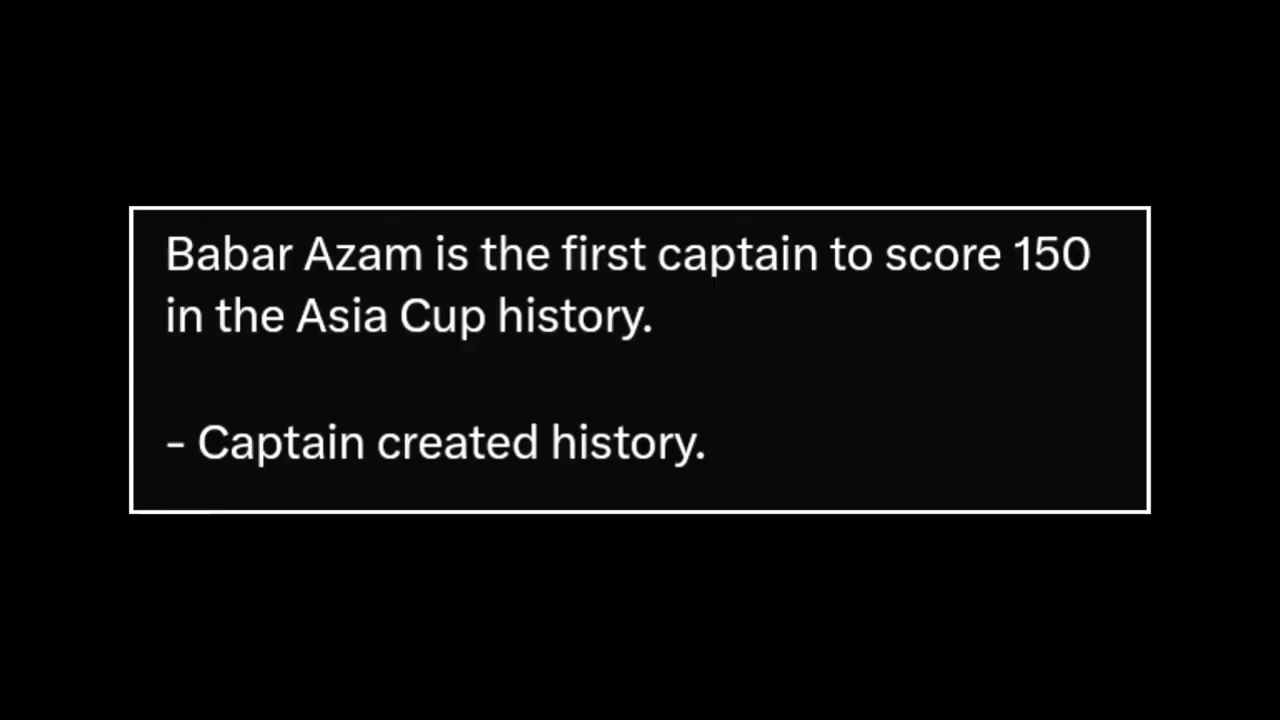 Babar Azam is the first captain to score 150
in the Asia Cup history.
- Captain created history.